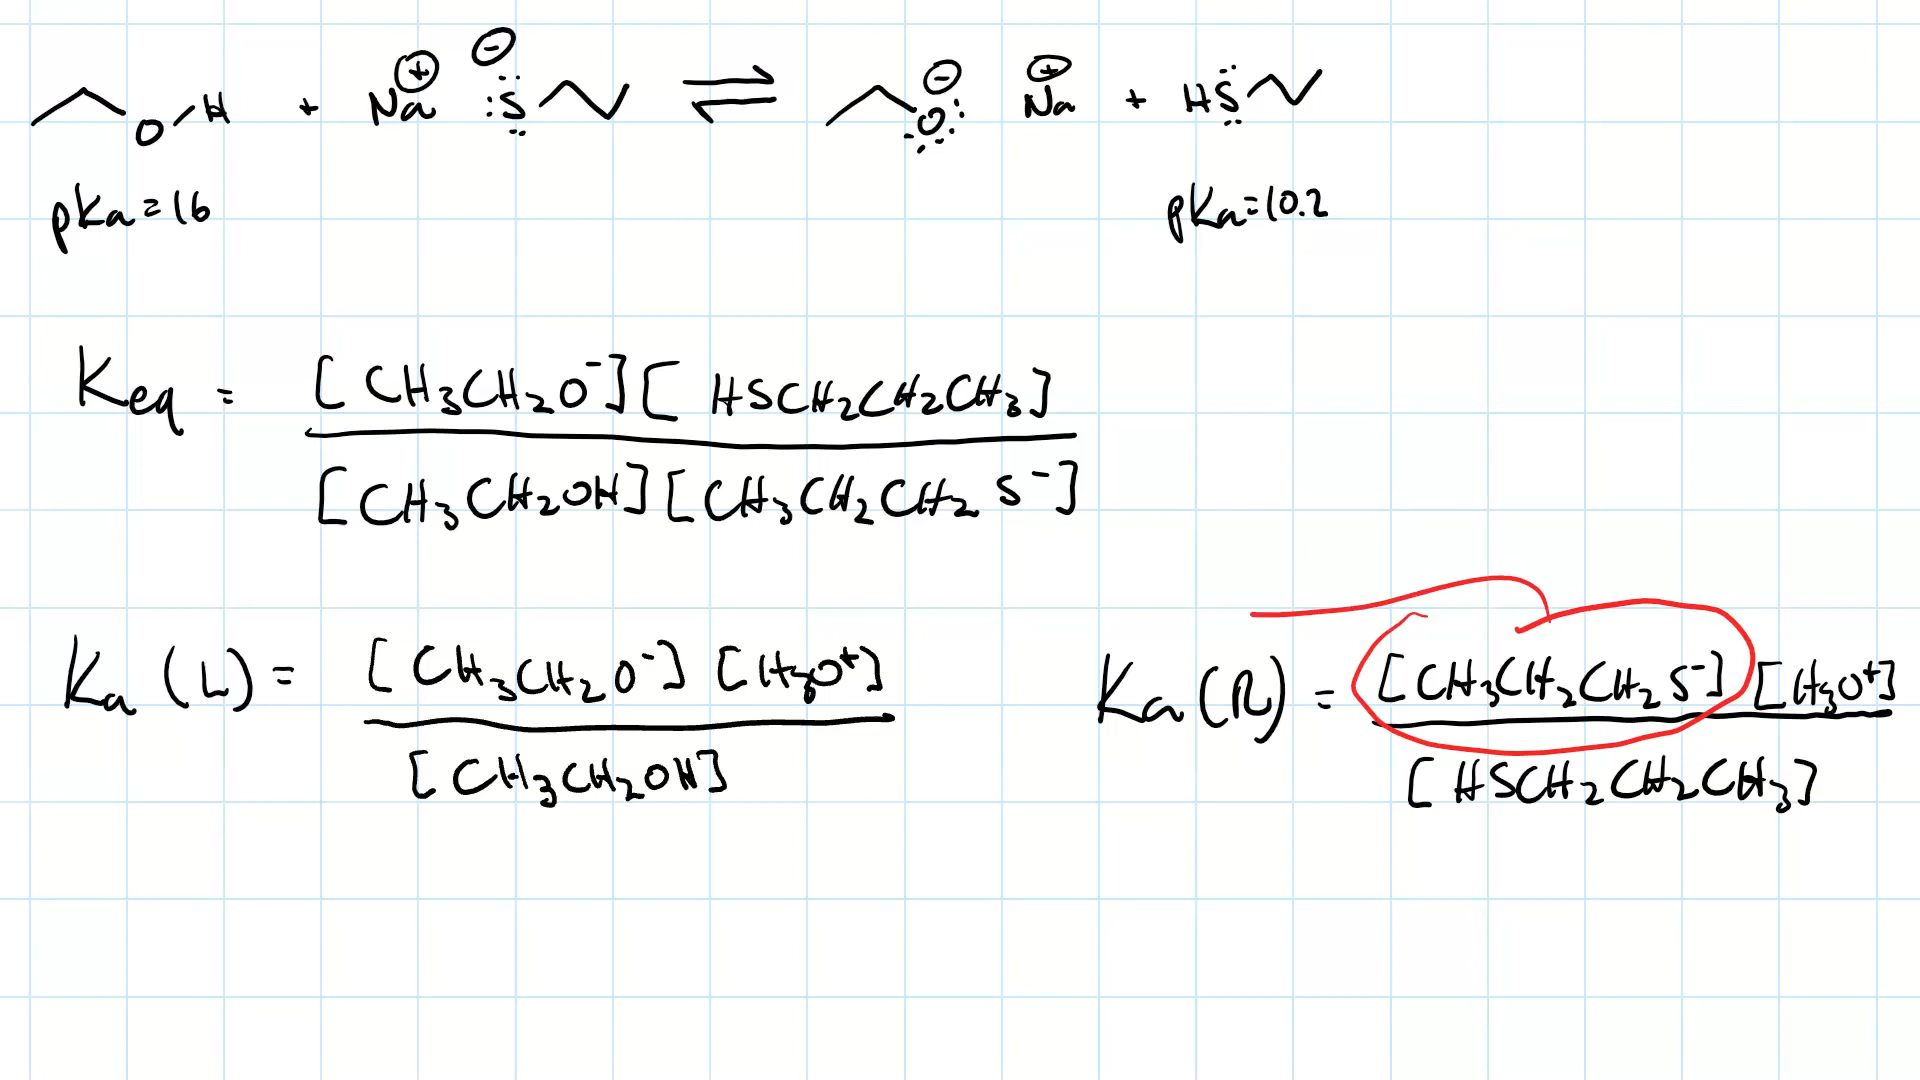 O-H + Na⊕ ⊖:S̈ ⇌ ⊖O: Na⊕ + HS̈
pKa=16 pKa=10.2
Keq = [CH₃CH₂O⁻][HSCH₂CH₂CH₃]
[CH₃CH₂OH][CH₃CH₂CH₂S⁻]
Ka(L) = [CH₃CH₂O⁻][H₃O⁺]
[CH₃CH₂OH]
Ka(R) = [CH₃CH₂CH₂S⁻][H₃O⁺]
[HSCH₂CH₂CH₃]